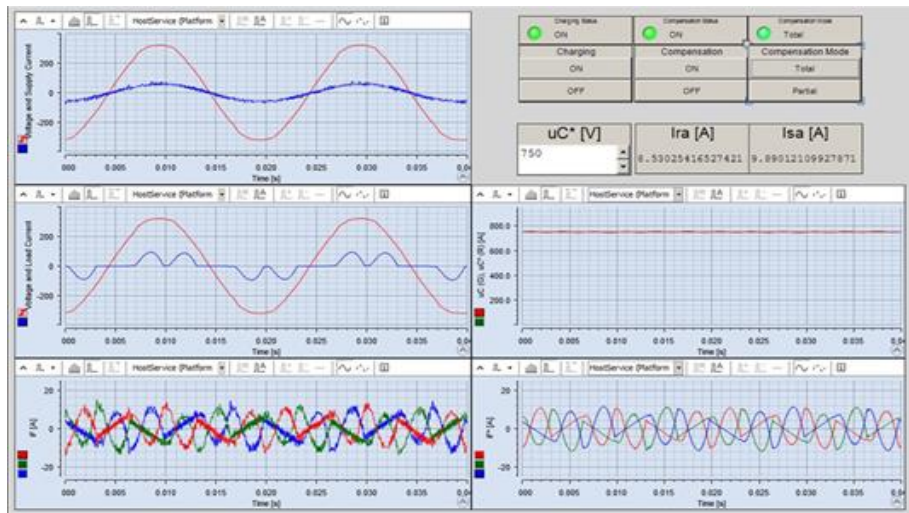 HostService (Platform
Voltage and Supply Current
200
0
-200
000 0.005 0.010 0.015 0.020 0.025 0.030 0.035 0.04
Time [s]
Charging Status
ON
Compensation Status
ON
Compensation Mode
Total
Charging
Compensation
Compensation Mode
ON
ON
Total
OFF
OFF
Partial
uC* [V]
Ira [A]
Isa [A]
750
8.53025416527421
9.89012109927871
HostService (Platform
Voltage and Load Current
200
0
-200
000 0.005 0.010 0.015 0.020 0.025 0.030 0.035 0.04
Time [s]
HostService (Platform
uC (G), uC* (R) [A]
800.0
600.0
400.0
200.0
000 0.005 0.010 0.015 0.020 0.025 0.030 0.035 0.04
Time [s]
HostService (Platform
iF [A]
20
0
-20
000 0.005 0.010 0.015 0.020 0.025 0.030 0.035 0.04
Time [s]
HostService (Platform
iF* [A]
20
0
-20
000 0.005 0.010 0.015 0.020 0.025 0.030 0.035 0.04
Time [s]